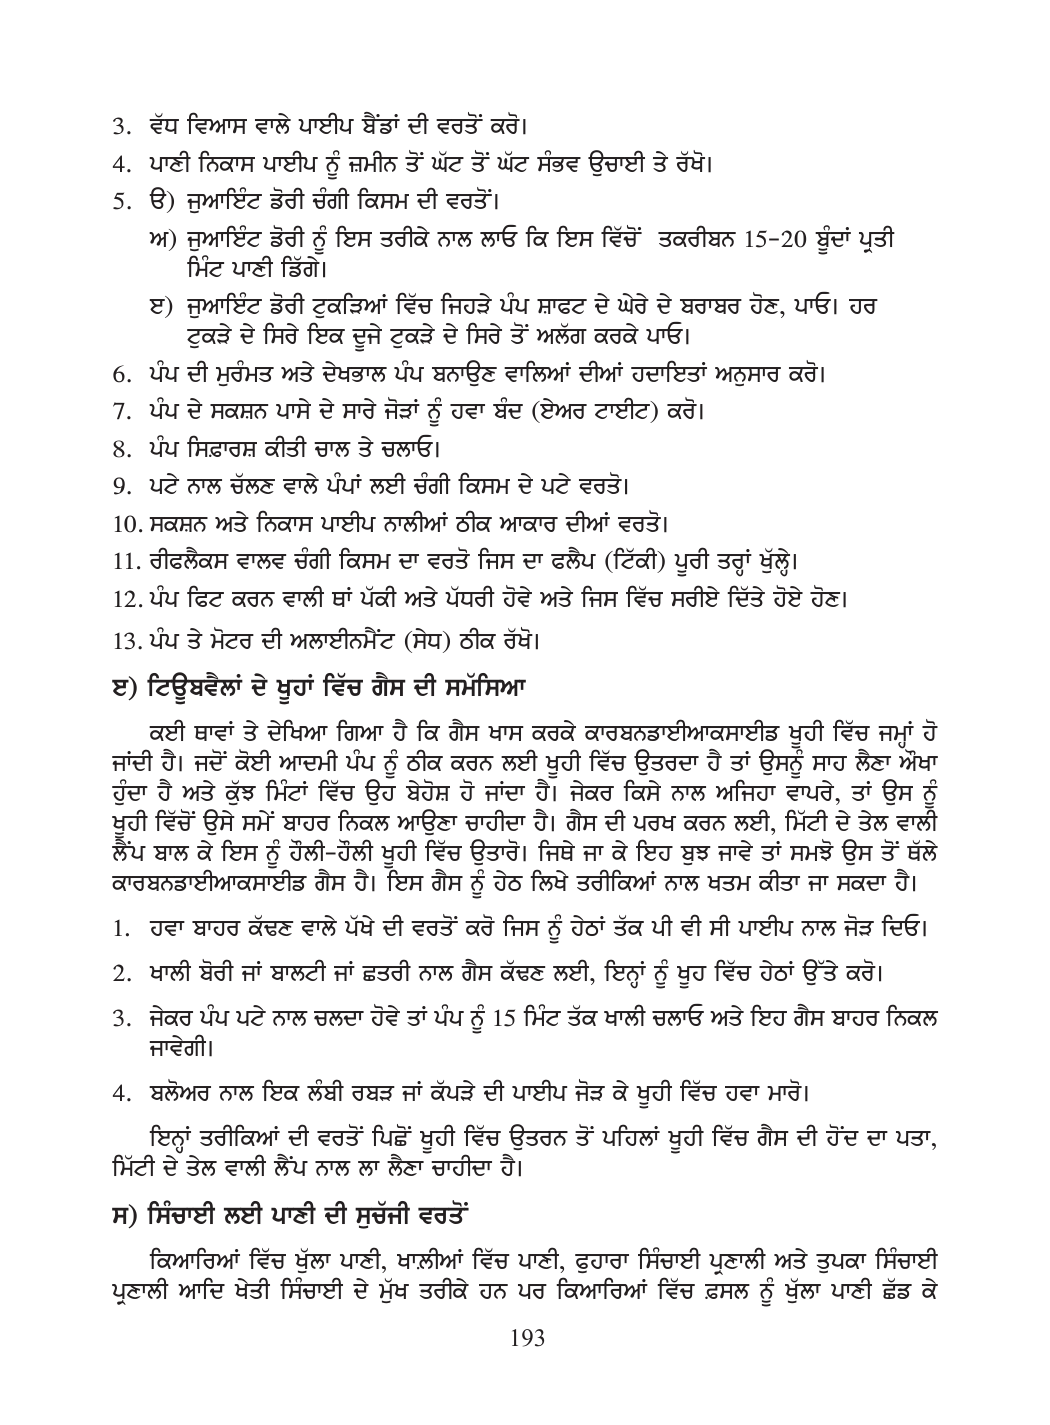 3. ਵੱਧ ਵਿਆਸ ਵਾਲੇ ਪਾਈਪ ਬੈਂਡਾਂ ਦੀ ਵਰਤੋਂ ਕਰੋ।
4. ਪਾਣੀ ਨਿਕਾਸ ਪਾਈਪ ਨੂੰ ਜ਼ਮੀਨ ਤੋਂ ਘੱਟ ਤੋਂ ਘੱਟ ਸੰਭਵ ਉਚਾਈ ਤੇ ਰੱਖੋ।
5. ੳ) ਜੁਆਇੰਟ ਡੋਰੀ ਚੰਗੀ ਕਿਸਮ ਦੀ ਵਰਤੋਂ।
ਅ) ਜੁਆਇੰਟ ਡੋਰੀ ਨੂੰ ਇਸ ਤਰੀਕੇ ਨਾਲ ਲਾਓ ਕਿ ਇਸ ਵਿੱਚੋਂ ਤਕਰੀਬਨ 15-20 ਬੂੰਦਾਂ ਪ੍ਰਤੀ
ਮਿੰਟ ਪਾਣੀ ਡਿੱਗੇ।
ੲ) ਜੁਆਇੰਟ ਡੋਰੀ ਟੁਕੜਿਆਂ ਵਿੱਚ ਜਿਹੜੇ ਪੰਪ ਸ਼ਾਫਟ ਦੇ ਘੇਰੇ ਦੇ ਬਰਾਬਰ ਹੋਣ, ਪਾਓ। ਹਰ
ਟੁਕੜੇ ਦੇ ਸਿਰੇ ਇਕ ਦੂਜੇ ਟੁਕੜੇ ਦੇ ਸਿਰੇ ਤੋਂ ਅਲੱਗ ਕਰਕੇ ਪਾਓ।
6. ਪੰਪ ਦੀ ਮੁਰੰਮਤ ਅਤੇ ਦੇਖਭਾਲ ਪੰਪ ਬਨਾਉਣ ਵਾਲਿਆਂ ਦੀਆਂ ਹਦਾਇਤਾਂ ਅਨੁਸਾਰ ਕਰੋ।
7. ਪੰਪ ਦੇ ਸਕਸ਼ਨ ਪਾਸੇ ਦੇ ਸਾਰੇ ਜੋੜਾਂ ਨੂੰ ਹਵਾ ਬੰਦ (ਏਅਰ ਟਾਈਟ) ਕਰੋ।
8. ਪੰਪ ਸਿਫ਼ਾਰਸ਼ ਕੀਤੀ ਚਾਲ ਤੇ ਚਲਾਓ।
9. ਪਟੇ ਨਾਲ ਚੱਲਣ ਵਾਲੇ ਪੰਪਾਂ ਲਈ ਚੰਗੀ ਕਿਸਮ ਦੇ ਪਟੇ ਵਰਤੋ।
10. ਸਕਸ਼ਨ ਅਤੇ ਨਿਕਾਸ ਪਾਈਪ ਨਾਲੀਆਂ ਠੀਕ ਆਕਾਰ ਦੀਆਂ ਵਰਤੋ।
11. ਰੀਫਲੈਕਸ ਵਾਲਵ ਚੰਗੀ ਕਿਸਮ ਦਾ ਵਰਤੋ ਜਿਸ ਦਾ ਫਲੈਪ (ਟਿੱਕੀ) ਪੂਰੀ ਤਰ੍ਹਾਂ ਖੁੱਲ੍ਹੇ।
12. ਪੰਪ ਫਿਟ ਕਰਨ ਵਾਲੀ ਥਾਂ ਪੱਕੀ ਅਤੇ ਪੱਧਰੀ ਹੋਵੇ ਅਤੇ ਜਿਸ ਵਿੱਚ ਸਰੀਏ ਦਿੱਤੇ ਹੋਏ ਹੋਣ।
13. ਪੰਪ ਤੇ ਮੋਟਰ ਦੀ ਅਲਾਈਨਮੈਂਟ (ਸੇਧ) ਠੀਕ ਰੱਖੋ।
ੲ) ਟਿਊਬਵੈਲਾਂ ਦੇ ਖੂਹਾਂ ਵਿੱਚ ਗੈਸ ਦੀ ਸਮੱਸਿਆ
ਕਈ ਥਾਵਾਂ ਤੇ ਦੇਖਿਆ ਗਿਆ ਹੈ ਕਿ ਗੈਸ ਖਾਸ ਕਰਕੇ ਕਾਰਬਨਡਾਈਆਕਸਾਈਡ ਖੂਹੀ ਵਿੱਚ ਜਮ੍ਹਾਂ ਹੋ
ਜਾਂਦੀ ਹੈ। ਜਦੋਂ ਕੋਈ ਆਦਮੀ ਪੰਪ ਨੂੰ ਠੀਕ ਕਰਨ ਲਈ ਖੂਹੀ ਵਿੱਚ ਉਤਰਦਾ ਹੈ ਤਾਂ ਉਸਨੂੰ ਸਾਹ ਲੈਣਾ ਔਖਾ
ਹੁੰਦਾ ਹੈ ਅਤੇ ਕੁੱਝ ਮਿੰਟਾਂ ਵਿੱਚ ਉਹ ਬੇਹੋਸ਼ ਹੋ ਜਾਂਦਾ ਹੈ। ਜੇਕਰ ਕਿਸੇ ਨਾਲ ਅਜਿਹਾ ਵਾਪਰੇ, ਤਾਂ ਉਸ ਨੂੰ
ਖੂਹੀ ਵਿੱਚੋਂ ਉਸੇ ਸਮੇਂ ਬਾਹਰ ਨਿਕਲ ਆਉਣਾ ਚਾਹੀਦਾ ਹੈ। ਗੈਸ ਦੀ ਪਰਖ ਕਰਨ ਲਈ, ਮਿੱਟੀ ਦੇ ਤੇਲ ਵਾਲੀ
ਲੈਂਪ ਬਾਲ ਕੇ ਇਸ ਨੂੰ ਹੌਲੀ-ਹੌਲੀ ਖੂਹੀ ਵਿੱਚ ਉਤਾਰੋ। ਜਿਥੇ ਜਾ ਕੇ ਇਹ ਬੁਝ ਜਾਵੇ ਤਾਂ ਸਮਝੋ ਉਸ ਤੋਂ ਥੱਲੇ
ਕਾਰਬਨਡਾਈਆਕਸਾਈਡ ਗੈਸ ਹੈ। ਇਸ ਗੈਸ ਨੂੰ ਹੇਠ ਲਿਖੇ ਤਰੀਕਿਆਂ ਨਾਲ ਖਤਮ ਕੀਤਾ ਜਾ ਸਕਦਾ ਹੈ।
1. ਹਵਾ ਬਾਹਰ ਕੱਢਣ ਵਾਲੇ ਪੱਖੇ ਦੀ ਵਰਤੋਂ ਕਰੋ ਜਿਸ ਨੂੰ ਹੇਠਾਂ ਤੱਕ ਪੀ ਵੀ ਸੀ ਪਾਈਪ ਨਾਲ ਜੋੜ ਦਿਓ।
2. ਖਾਲੀ ਬੋਰੀ ਜਾਂ ਬਾਲਟੀ ਜਾਂ ਛਤਰੀ ਨਾਲ ਗੈਸ ਕੱਢਣ ਲਈ, ਇਨ੍ਹਾਂ ਨੂੰ ਖੂਹ ਵਿੱਚ ਹੇਠਾਂ ਉੱਤੇ ਕਰੋ।
3. ਜੇਕਰ ਪੰਪ ਪਟੇ ਨਾਲ ਚਲਦਾ ਹੋਵੇ ਤਾਂ ਪੰਪ ਨੂੰ 15 ਮਿੰਟ ਤੱਕ ਖਾਲੀ ਚਲਾਓ ਅਤੇ ਇਹ ਗੈਸ ਬਾਹਰ ਨਿਕਲ
ਜਾਵੇਗੀ।
4. ਬਲੋਅਰ ਨਾਲ ਇਕ ਲੰਬੀ ਰਬੜ ਜਾਂ ਕੱਪੜੇ ਦੀ ਪਾਈਪ ਜੋੜ ਕੇ ਖੂਹੀ ਵਿੱਚ ਹਵਾ ਮਾਰੋ।
ਇਨ੍ਹਾਂ ਤਰੀਕਿਆਂ ਦੀ ਵਰਤੋਂ ਪਿਛੋਂ ਖੂਹੀ ਵਿੱਚ ਉਤਰਨ ਤੋਂ ਪਹਿਲਾਂ ਖੂਹੀ ਵਿੱਚ ਗੈਸ ਦੀ ਹੋਂਦ ਦਾ ਪਤਾ,
ਮਿੱਟੀ ਦੇ ਤੇਲ ਵਾਲੀ ਲੈਂਪ ਨਾਲ ਲਾ ਲੈਣਾ ਚਾਹੀਦਾ ਹੈ।
ਸ) ਸਿੰਚਾਈ ਲਈ ਪਾਣੀ ਦੀ ਸੁਚੱਜੀ ਵਰਤੋਂ
ਕਿਆਰਿਆਂ ਵਿੱਚ ਖੁੱਲਾ ਪਾਣੀ, ਖਾਲ਼ੀਆਂ ਵਿੱਚ ਪਾਣੀ, ਫੁਹਾਰਾ ਸਿੰਚਾਈ ਪ੍ਰਣਾਲੀ ਅਤੇ ਤੁਪਕਾ ਸਿੰਚਾਈ
ਪ੍ਰਣਾਲੀ ਆਦਿ ਖੇਤੀ ਸਿੰਚਾਈ ਦੇ ਮੁੱਖ ਤਰੀਕੇ ਹਨ ਪਰ ਕਿਆਰਿਆਂ ਵਿੱਚ ਫ਼ਸਲ ਨੂੰ ਖੁੱਲਾ ਪਾਣੀ ਛੱਡ ਕੇ
193